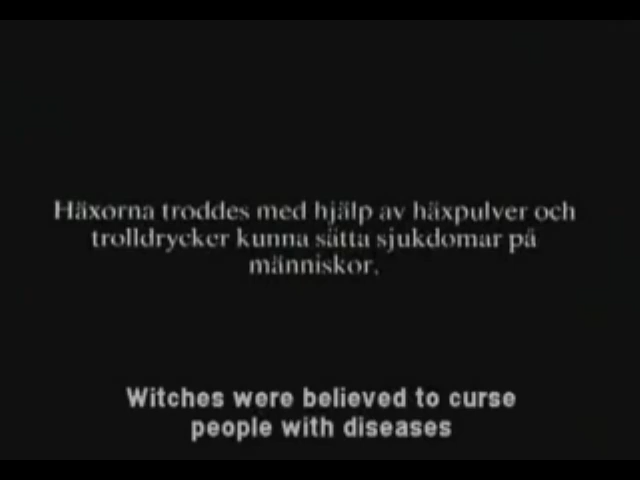 Häxorna troddes med hjälp av häxpulver och
trolldrycker kunna sätta sjukdomar på
människor.
Witches were believed to curse
people with diseases